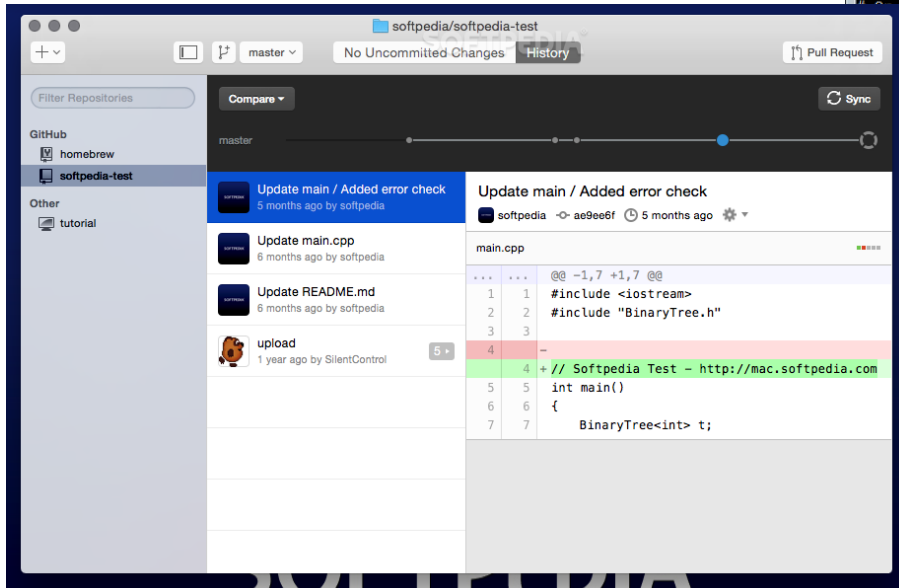 softpedia/softpedia-test
master
No Uncommitted Changes
History
Pull Request
Filter Repositories
Compare
Sync
GitHub
master
homebrew
softpedia-test
Other
tutorial
Update main / Added error check
5 months ago by softpedia
Update main.cpp
6 months ago by softpedia
Update README.md
6 months ago by softpedia
upload
1 year ago by SilentControl
5
Update main / Added error check
softpedia ae9ee6f 5 months ago
main.cpp
... ... @@ -1,7 +1,7 @@
1 1 #include <iostream>
2 2 #include "BinaryTree.h"
3 3
4 -
4 +// Softpedia Test - http://mac.softpedia.com
5 5 int main()
6 6 {
7 7 BinaryTree<int> t;
SOFTPEDIA
SOFTPEDIA